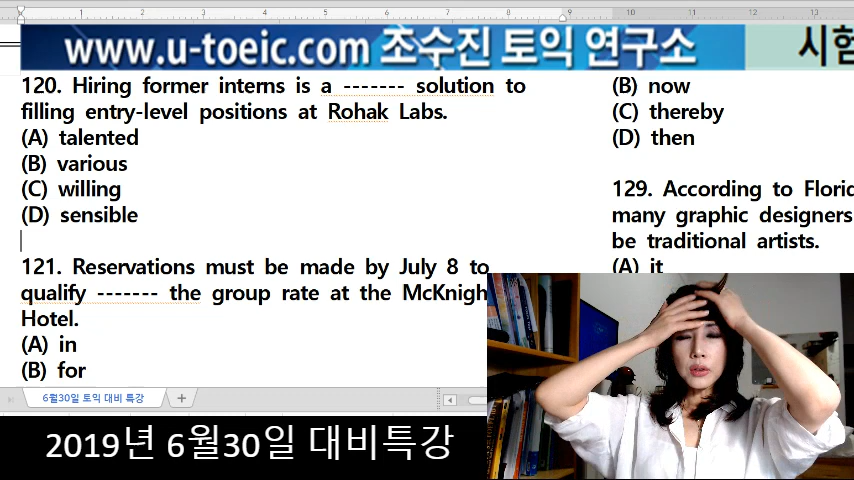 www.u-toeic.com 조수진 토익 연구소
시험
120. Hiring former interns is a ------- solution to
filling entry-level positions at Rohak Labs.
(A) talented
(B) various
(C) willing
(D) sensible
121. Reservations must be made by July 8 to
qualify ------- the group rate at the McKnigh
Hotel.
(A) in
(B) for
(B) now
(C) thereby
(D) then
129. According to Florid
many graphic designers
be traditional artists.
(A) it
6월30일 토익 대비 특강
2019년 6월30일 대비특강